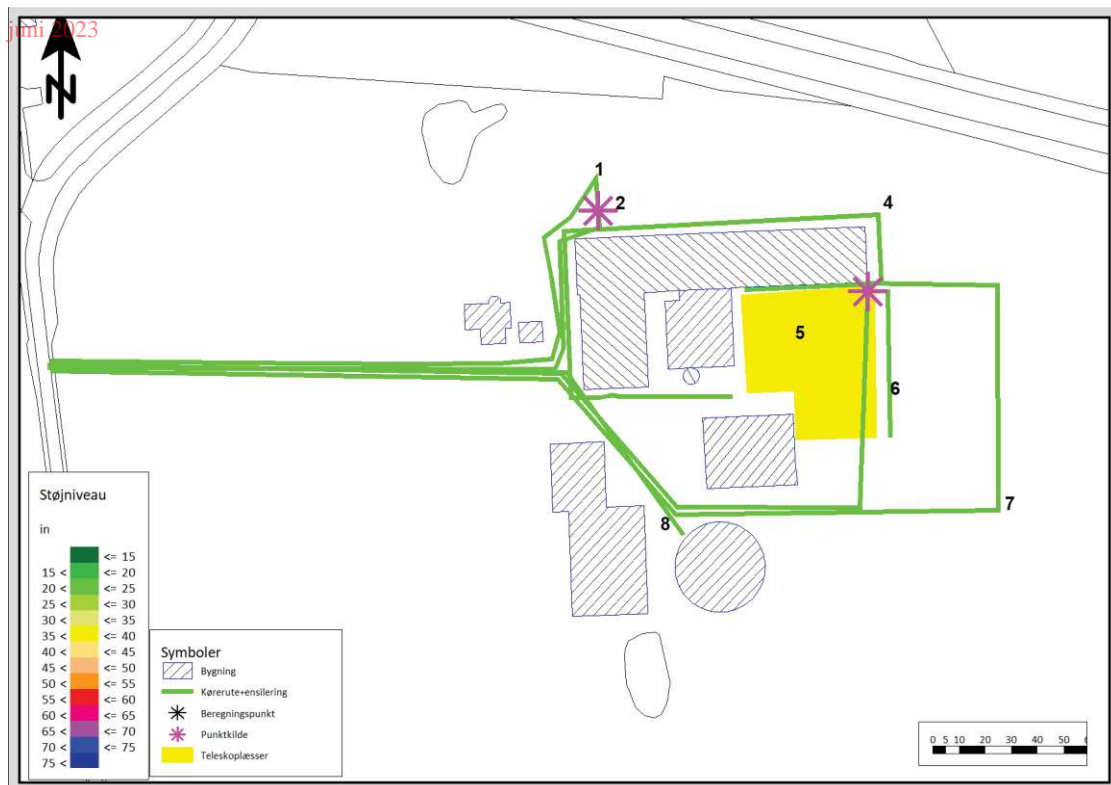 juni 2023
N
1
2
4
5
6
7
8
Støjniveau
in
<= 15
15 < <= 20
20 < <= 25
25 < <= 30
30 < <= 35
35 < <= 40
40 < <= 45
45 < <= 50
50 < <= 55
55 < <= 60
60 < <= 65
65 < <= 70
70 < <= 75
75 <
Symboler
Bygning
Kørerute+ensilering
Beregningspunkt
Punktkilde
Teleskoplæsser
0 5 10 20 30 40 50